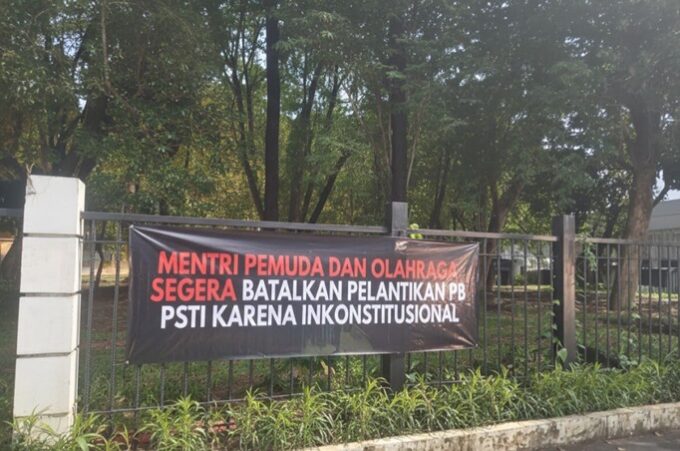 MENTRI PEMUDA DAN OLAHRAGA
SEGERA BATALKAN PELANTIKAN PB
PSTI KARENA INKONSTITUSIONAL